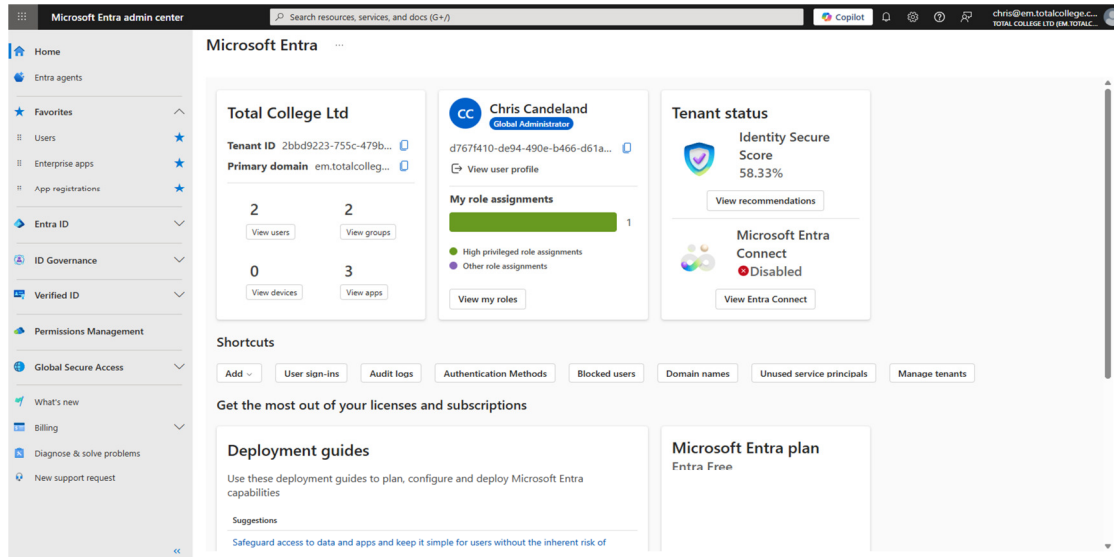 Microsoft Entra admin center
Search resources, services, and docs (G+/)
Copilot
chris@em.totalcollege.c...
TOTAL COLLEGE LTD (EM.TOTALC...
Home
Entra agents
Favorites
Users
Enterprise apps
App registrations
Entra ID
ID Governance
Verified ID
Permissions Management
Global Secure Access
What's new
Billing
Diagnose & solve problems
New support request
Microsoft Entra ...
Total College Ltd
Tenant ID 2bbd9223-755c-479b...
Primary domain em.totalcolleg...
2 2
View users View groups
0 3
View devices View apps
CC
Chris Candeland
Global Administrator
d767f410-de94-490e-b466-d61a...
View user profile
My role assignments
1
High privileged role assignments
Other role assignments
View my roles
Tenant status
Identity Secure
Score
58.33%
View recommendations
Microsoft Entra
Connect
Disabled
View Entra Connect
Shortcuts
Add User sign-ins Audit logs Authentication Methods Blocked users Domain names Unused service principals Manage tenants
Get the most out of your licenses and subscriptions
Deployment guides
Use these deployment guides to plan, configure and deploy Microsoft Entra
capabilities
Suggestions
Safeguard access to data and apps and keep it simple for users without the inherent risk of
Microsoft Entra plan
Entra Free